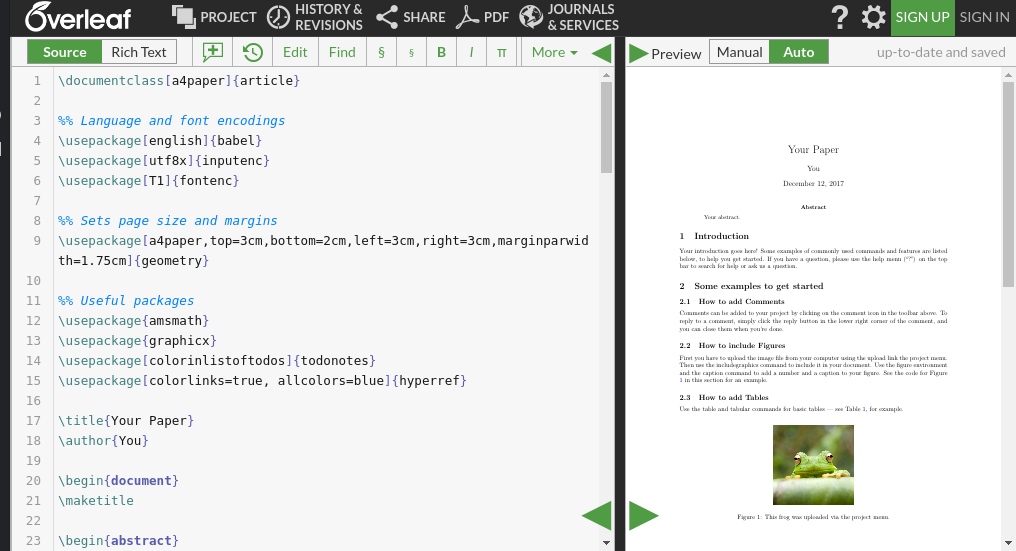 Overleaf PROJECT HISTORY & REVISIONS SHARE PDF JOURNALS & SERVICES ? SIGN UP SIGN IN
Source Rich Text Edit Find § § B I π More Preview Manual Auto up-to-date and saved
1 \documentclass[a4paper]{article}
2
3 %% Language and font encodings
4 \usepackage[english]{babel}
5 \usepackage[utf8x]{inputenc}
6 \usepackage[T1]{fontenc}
7
8 %% Sets page size and margins
9 \usepackage[a4paper,top=3cm,bottom=2cm,left=3cm,right=3cm,marginparwid
th=1.75cm]{geometry}
10
11 %% Useful packages
12 \usepackage{amsmath}
13 \usepackage{graphicx}
14 \usepackage[colorinlistoftodos]{todonotes}
15 \usepackage[colorlinks=true, allcolors=blue]{hyperref}
16
17 \title{Your Paper}
18 \author{You}
19
20 \begin{document}
21 \maketitle
22
23 \begin{abstract}
Your Paper
You
December 12, 2017
Abstract
Your abstract.
1 Introduction
Your introduction goes here! Some examples of commonly used commands and features are listed
below, to help you get started. If you have a question, please use the help menu (“?”) on the top
bar to search for help or ask us a question.
2 Some examples to get started
2.1 How to add Comments
Comments can be added to your project by clicking on the comment icon in the toolbar above. To
reply to a comment, simply click the reply button in the lower right corner of the comment, and
you can close them when you're done.
2.2 How to include Figures
First you have to upload the image file from your computer using the upload link the project menu.
Then use the includegraphics command to include it in your document. Use the figure environment
and the caption command to add a number and a caption to your figure. See the code for Figure
1 in this section for an example.
2.3 How to add Tables
Use the table and tabular commands for basic tables — see Table 1, for example.
Figure 1: This frog was uploaded via the project menu.